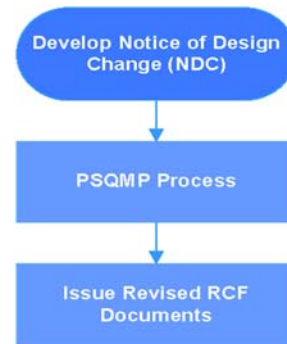 Develop Notice of Design
Change (NDC)
PSQMP Process
Issue Revised RCF
Documents